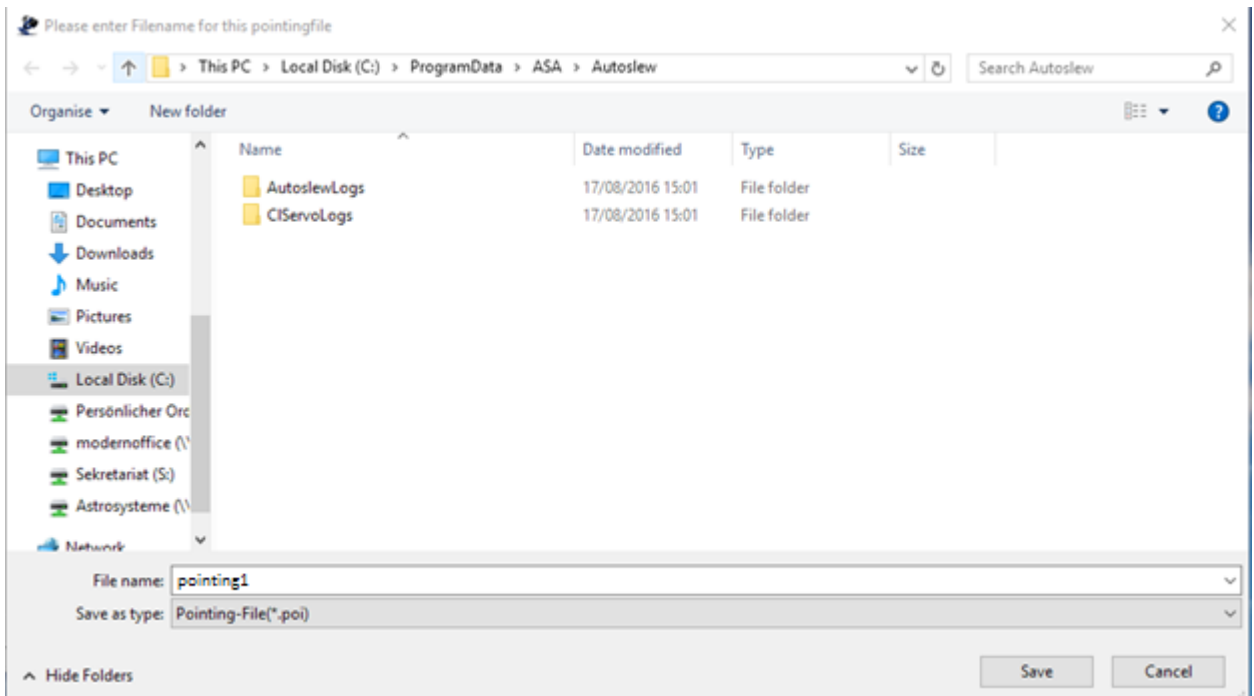 Please enter Filename for this pointingfile
This PC > Local Disk (C:) > ProgramData > ASA > Autoslew
Search Autoslew
Organise
New folder
Name Date modified Type Size
AutoslewLogs 17/08/2016 15:01 File folder
ClServoLogs 17/08/2016 15:01 File folder
This PC
Desktop
Documents
Downloads
Music
Pictures
Videos
Local Disk (C:)
Persönlicher Ord
modernoffice (\\
Sekretariat (S:)
Astrosysteme (\\
Network
File name: pointing1
Save as type: Pointing-File(*.poi)
Hide Folders
Save
Cancel